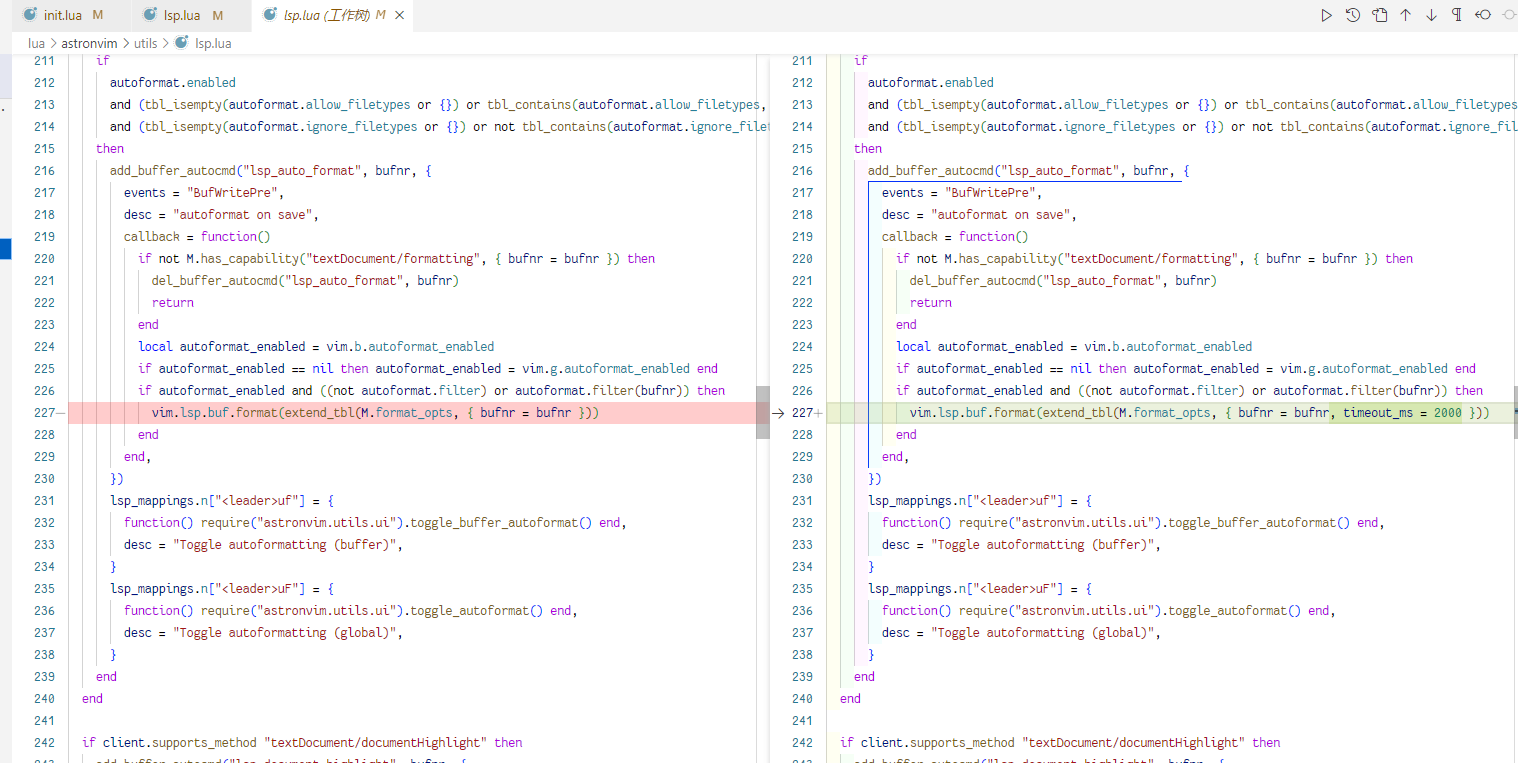 init.lua M lsp.lua M lsp.lua (工作树) M
lua > astronvim > utils > lsp.lua
211 if
212 autoformat.enabled
213 and (tbl_isempty(autoformat.allow_filetypes or {}) or tbl_contains(autoformat.allow_filetypes,
214 and (tbl_isempty(autoformat.ignore_filetypes or {}) or not tbl_contains(autoformat.ignore_filet
215 then
216 add_buffer_autocmd("lsp_auto_format", bufnr, {
217 events = "BufWritePre",
218 desc = "autoformat on save",
219 callback = function()
220 if not M.has_capability("textDocument/formatting", { bufnr = bufnr }) then
221 del_buffer_autocmd("lsp_auto_format", bufnr)
222 return
223 end
224 local autoformat_enabled = vim.b.autoformat_enabled
225 if autoformat_enabled == nil then autoformat_enabled = vim.g.autoformat_enabled end
226 if autoformat_enabled and ((not autoformat.filter) or autoformat.filter(bufnr)) then
227— vim.lsp.buf.format(extend_tbl(M.format_opts, { bufnr = bufnr }))
228 end
229 end,
230 })
231 lsp_mappings.n["<leader>uf"] = {
232 function() require("astronvim.utils.ui").toggle_buffer_autoformat() end,
233 desc = "Toggle autoformatting (buffer)",
234 }
235 lsp_mappings.n["<leader>uF"] = {
236 function() require("astronvim.utils.ui").toggle_autoformat() end,
237 desc = "Toggle autoformatting (global)",
238 }
239 end
240 end
241
242 if client.supports_method "textDocument/documentHighlight" then
211 if
212 autoformat.enabled
213 and (tbl_isempty(autoformat.allow_filetypes or {}) or tbl_contains(autoformat.allow_filetypes
214 and (tbl_isempty(autoformat.ignore_filetypes or {}) or not tbl_contains(autoformat.ignore_fil
215 then
216 add_buffer_autocmd("lsp_auto_format", bufnr, {
217 events = "BufWritePre",
218 desc = "autoformat on save",
219 callback = function()
220 if not M.has_capability("textDocument/formatting", { bufnr = bufnr }) then
221 del_buffer_autocmd("lsp_auto_format", bufnr)
222 return
223 end
224 local autoformat_enabled = vim.b.autoformat_enabled
225 if autoformat_enabled == nil then autoformat_enabled = vim.g.autoformat_enabled end
226 if autoformat_enabled and ((not autoformat.filter) or autoformat.filter(bufnr)) then
227+ vim.lsp.buf.format(extend_tbl(M.format_opts, { bufnr = bufnr, timeout_ms = 2000 }))
228 end
229 end,
230 })
231 lsp_mappings.n["<leader>uf"] = {
232 function() require("astronvim.utils.ui").toggle_buffer_autoformat() end,
233 desc = "Toggle autoformatting (buffer)",
234 }
235 lsp_mappings.n["<leader>uF"] = {
236 function() require("astronvim.utils.ui").toggle_autoformat() end,
237 desc = "Toggle autoformatting (global)",
238 }
239 end
240 end
241
242 if client.supports_method "textDocument/documentHighlight" then